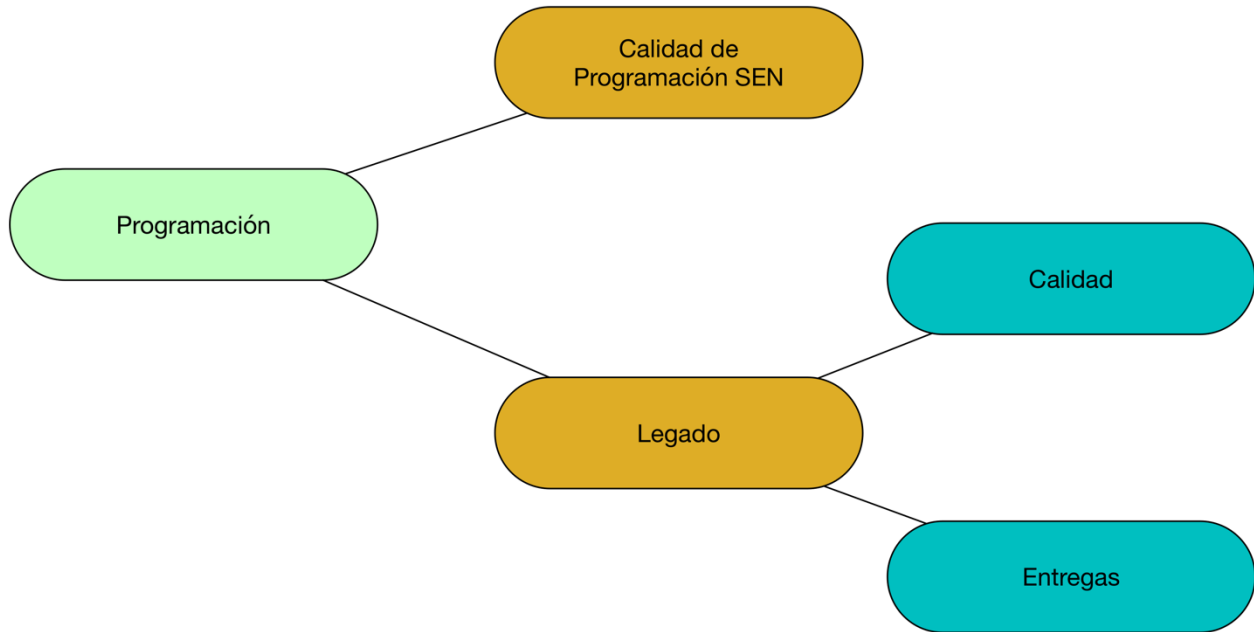 Calidad de
Programación SEN
Programación
Calidad
Legado
Entregas